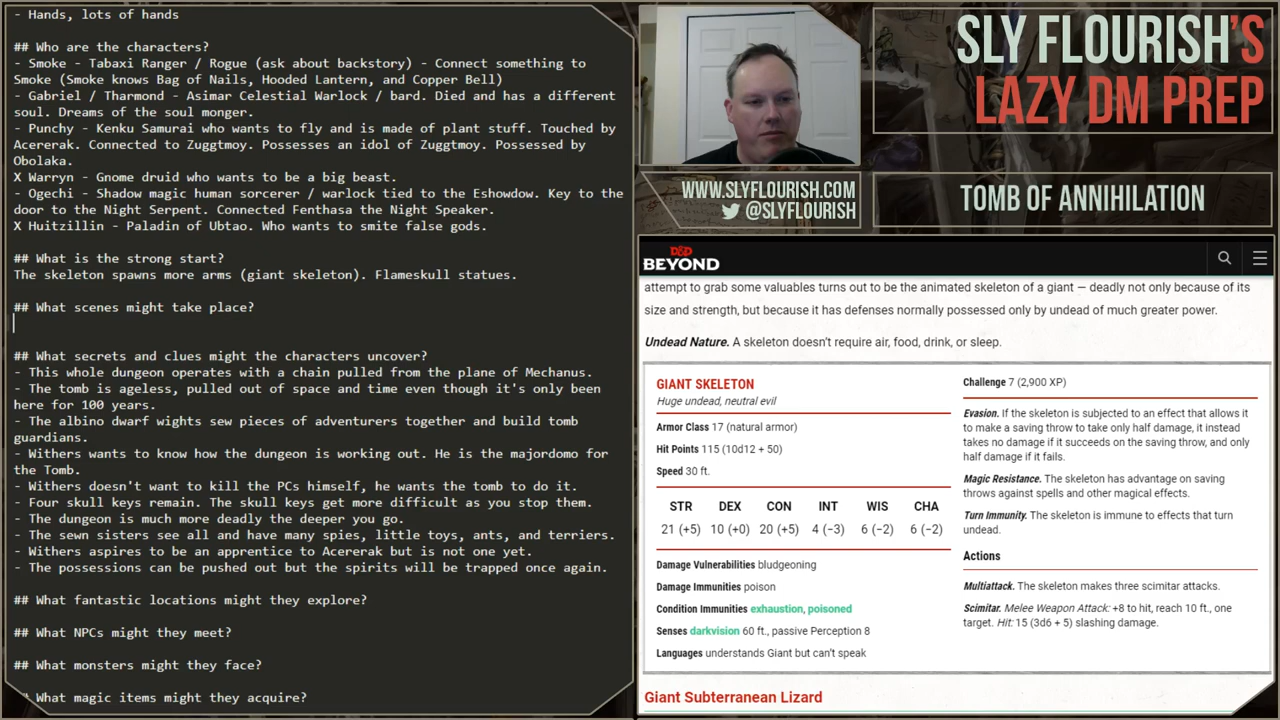 - Hands, lots of hands
## Who are the characters?
- Smoke - Tabaxi Ranger / Rogue (ask about backstory) - Connect something to
Smoke (Smoke knows Bag of Nails, Hooded Lantern, and Copper Bell)
- Gabriel / Tharmond - Asimar Celestial Warlock / bard. Died and has a different
soul. Dreams of the soul monger.
- Punchy - Kenku Samurai who wants to fly and is made of plant stuff. Touched by
Acererak. Connected to Zuggtmoy. Possesses an idol of Zuggtmoy. Possessed by
Obolaka.
X Warryn - Gnome druid who wants to be a big beast.
- Ogechi - Shadow magic human sorcerer / warlock tied to the Eshowdow. Key to the
door to the Night Serpent. Connected Fenthasa the Night Speaker.
X Huitzillin - Paladin of Ubtao. Who wants to smite false gods.
## What is the strong start?
The skeleton spawns more arms (giant skeleton). Flameskull statues.
## What scenes might take place?
## What secrets and clues might the characters uncover?
- This whole dungeon operates with a chain pulled from the plane of Mechanus.
- The tomb is ageless, pulled out of space and time even though it's only been
here for 100 years.
- The albino dwarf wights sew pieces of adventurers together and build tomb
guardians.
- Withers wants to know how the dungeon is working out. He is the majordomo for
the Tomb.
- Withers doesn't want to kill the PCs himself, he wants the tomb to do it.
- Four skull keys remain. The skull keys get more difficult as you stop them.
- The dungeon is much more deadly the deeper you go.
- The sewn sisters see all and have many spies, little toys, ants, and terriers.
- Withers aspires to be an apprentice to Acererak but is not one yet.
- The possessions can be pushed out but the spirits will be trapped once again.
## What fantastic locations might they explore?
## What NPCs might they meet?
## What monsters might they face?
## What magic items might they acquire?
SLY FLOURISH'S
LAZY DM PREP
WWW.SLYFLOURISH.COM
@SLYFLOURISH
TOMB OF ANNIHILATION
D&D
BEYOND
attempt to grab some valuables turns out to be the animated skeleton of a giant — deadly not only because of its
size and strength, but because it has defenses normally possessed only by undead of much greater power.
Undead Nature. A skeleton doesn't require air, food, drink, or sleep.
GIANT SKELETON
Huge undead, neutral evil
Armor Class 17 (natural armor)
Hit Points 115 (10d12 + 50)
Speed 30 ft.
STR DEX CON INT WIS CHA
21 (+5) 10 (+0) 20 (+5) 4 (−3) 6 (−2) 6 (−2)
Damage Vulnerabilities bludgeoning
Damage Immunities poison
Condition Immunities exhaustion, poisoned
Senses darkvision 60 ft., passive Perception 8
Languages understands Giant but can't speak
Challenge 7 (2,900 XP)
Evasion. If the skeleton is subjected to an effect that allows it
to make a saving throw to take only half damage, it instead
takes no damage if it succeeds on the saving throw, and only
half damage if it fails.
Magic Resistance. The skeleton has advantage on saving
throws against spells and other magical effects.
Turn Immunity. The skeleton is immune to effects that turn
undead.
Actions
Multiattack. The skeleton makes three scimitar attacks.
Scimitar. Melee Weapon Attack: +8 to hit, reach 10 ft., one
target. Hit: 15 (3d6 + 5) slashing damage.
Giant Subterranean Lizard